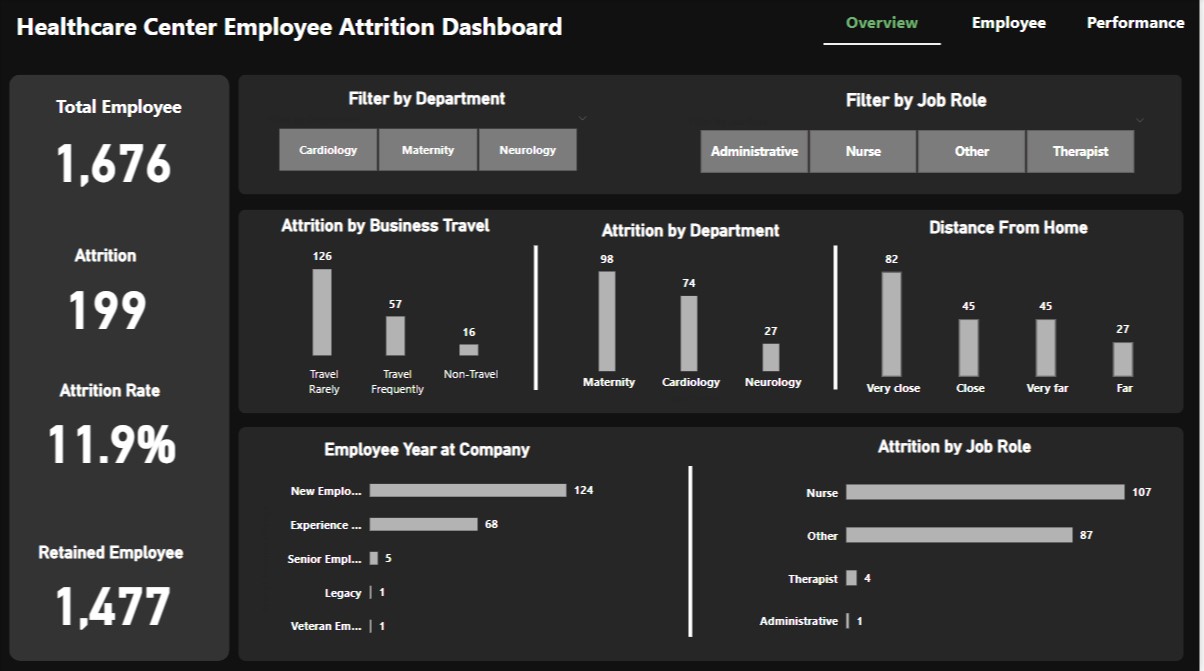 Healthcare Center Employee Attrition Dashboard
Overview Employee Performance
Total Employee
1,676
Attrition
199
Attrition Rate
11.9%
Retained Employee
1,477
Filter by Department
Cardiology Maternity Neurology
Filter by Job Role
Administrative Nurse Other Therapist
Attrition by Business Travel
126
57
16
Travel Rarely
Travel Frequently
Non-Travel
Attrition by Department
98
74
27
Maternity Cardiology Neurology
Distance From Home
82
45
45
27
Very close Close Very far Far
Employee Year at Company
New Emplo... 124
Experience ... 68
Senior Empl... 5
Legacy 1
Veteran Em... 1
Attrition by Job Role
Nurse 107
Other 87
Therapist 4
Administrative 1